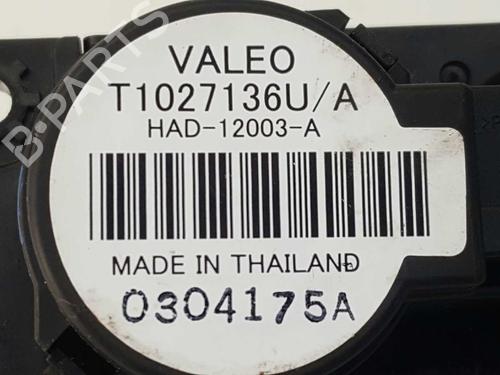 VALEO
T1027136U/A
HAD-12003-A
MADE IN THAILAND
0304175A
B-PARTS